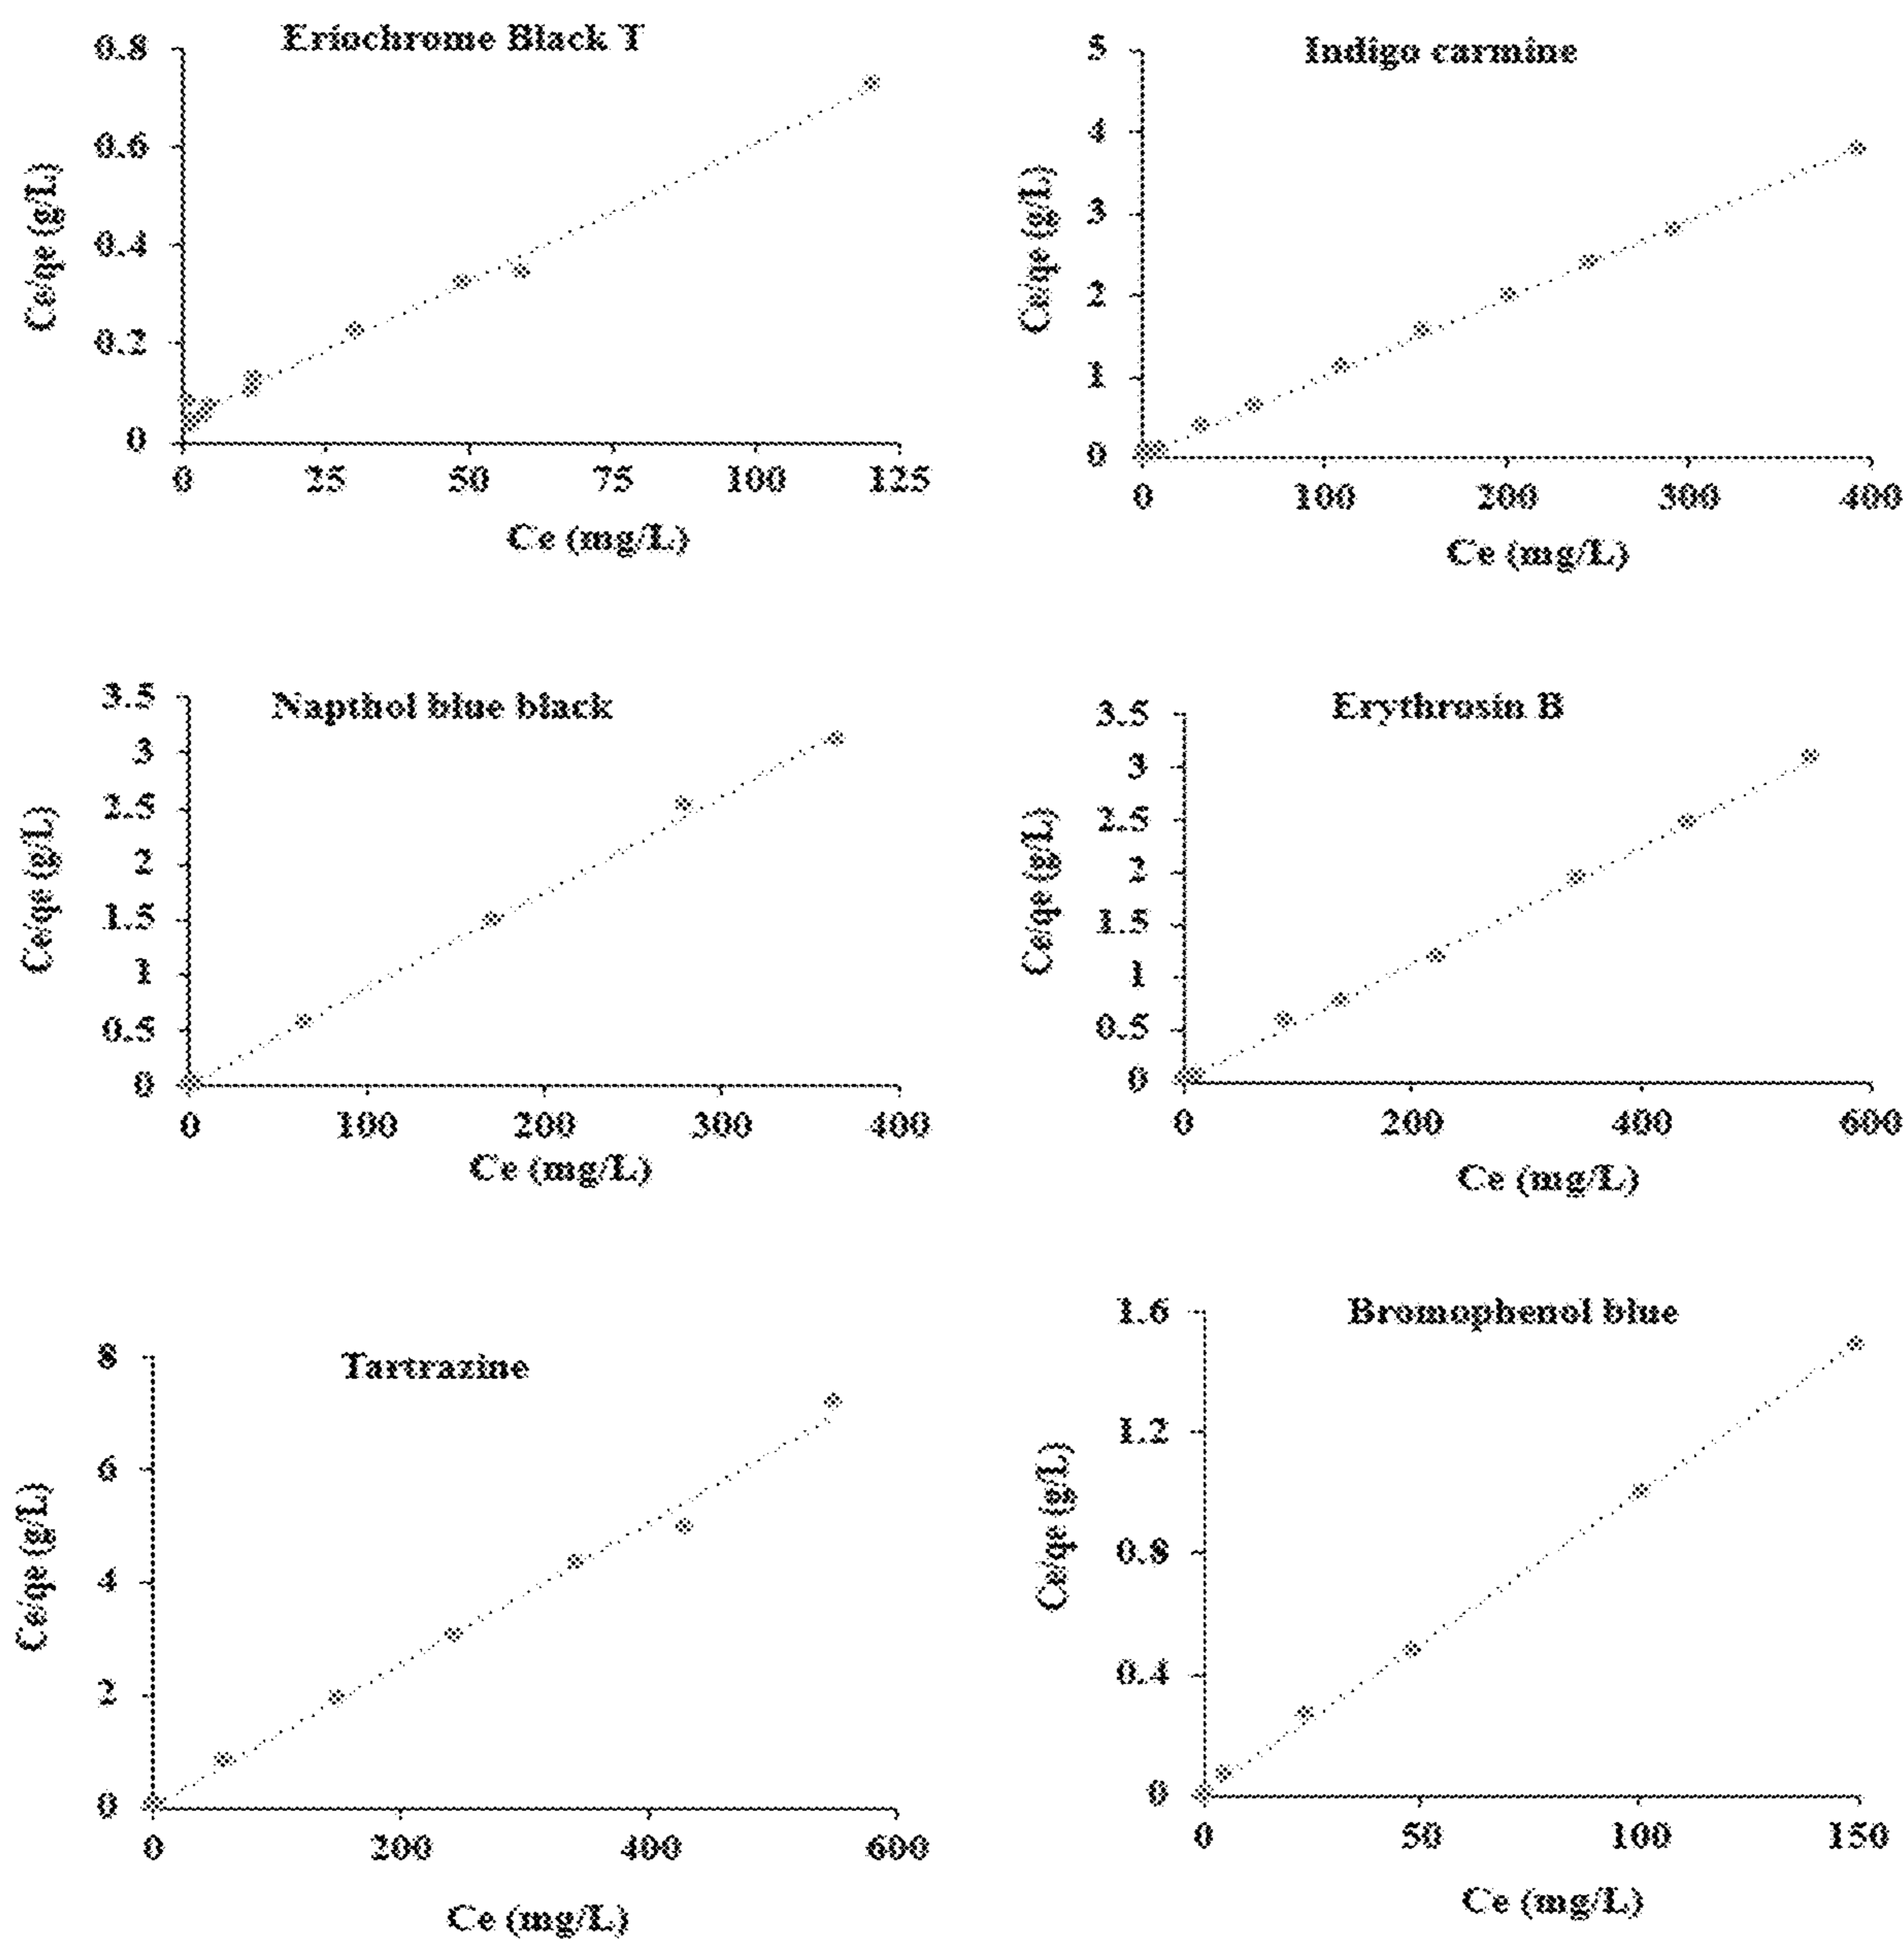 Eriochrome Black T
0.8
0.6
0.4
0.2
0
Ce/qe (g/L)
0 25 50 75 100 125
Ce (mg/L)
Indigo carmine
5
4
3
2
1
0
Ce/qe (g/L)
0 100 200 300 400
Ce (mg/L)
Napthol blue black
3.5
3
2.5
2
1.5
1
0.5
0
Ce/qe (g/L)
0 100 200 300 400
Ce (mg/L)
Erythrosin B
3.5
3
2.5
2
1.5
1
0.5
0
Ce/qe (g/L)
0 200 400 600
Ce (mg/L)
Tartrazine
8
6
4
2
0
Ce/qe (g/L)
0 200 400 600
Ce (mg/L)
Bromophenol blue
1.6
1.2
0.8
0.4
0
Ce/qe (g/L)
0 50 100 150
Ce (mg/L)